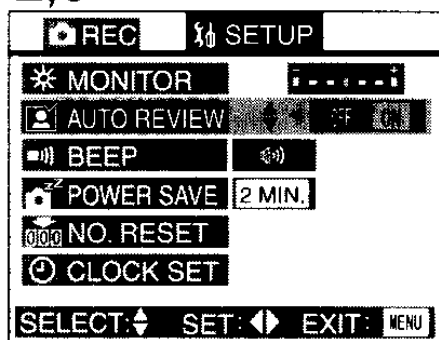 REC SETUP
MONITOR
AUTO REVIEW OFF ON
BEEP
POWER SAVE 2 MIN.
NO. RESET
CLOCK SET
SELECT: SET: EXIT: MENU